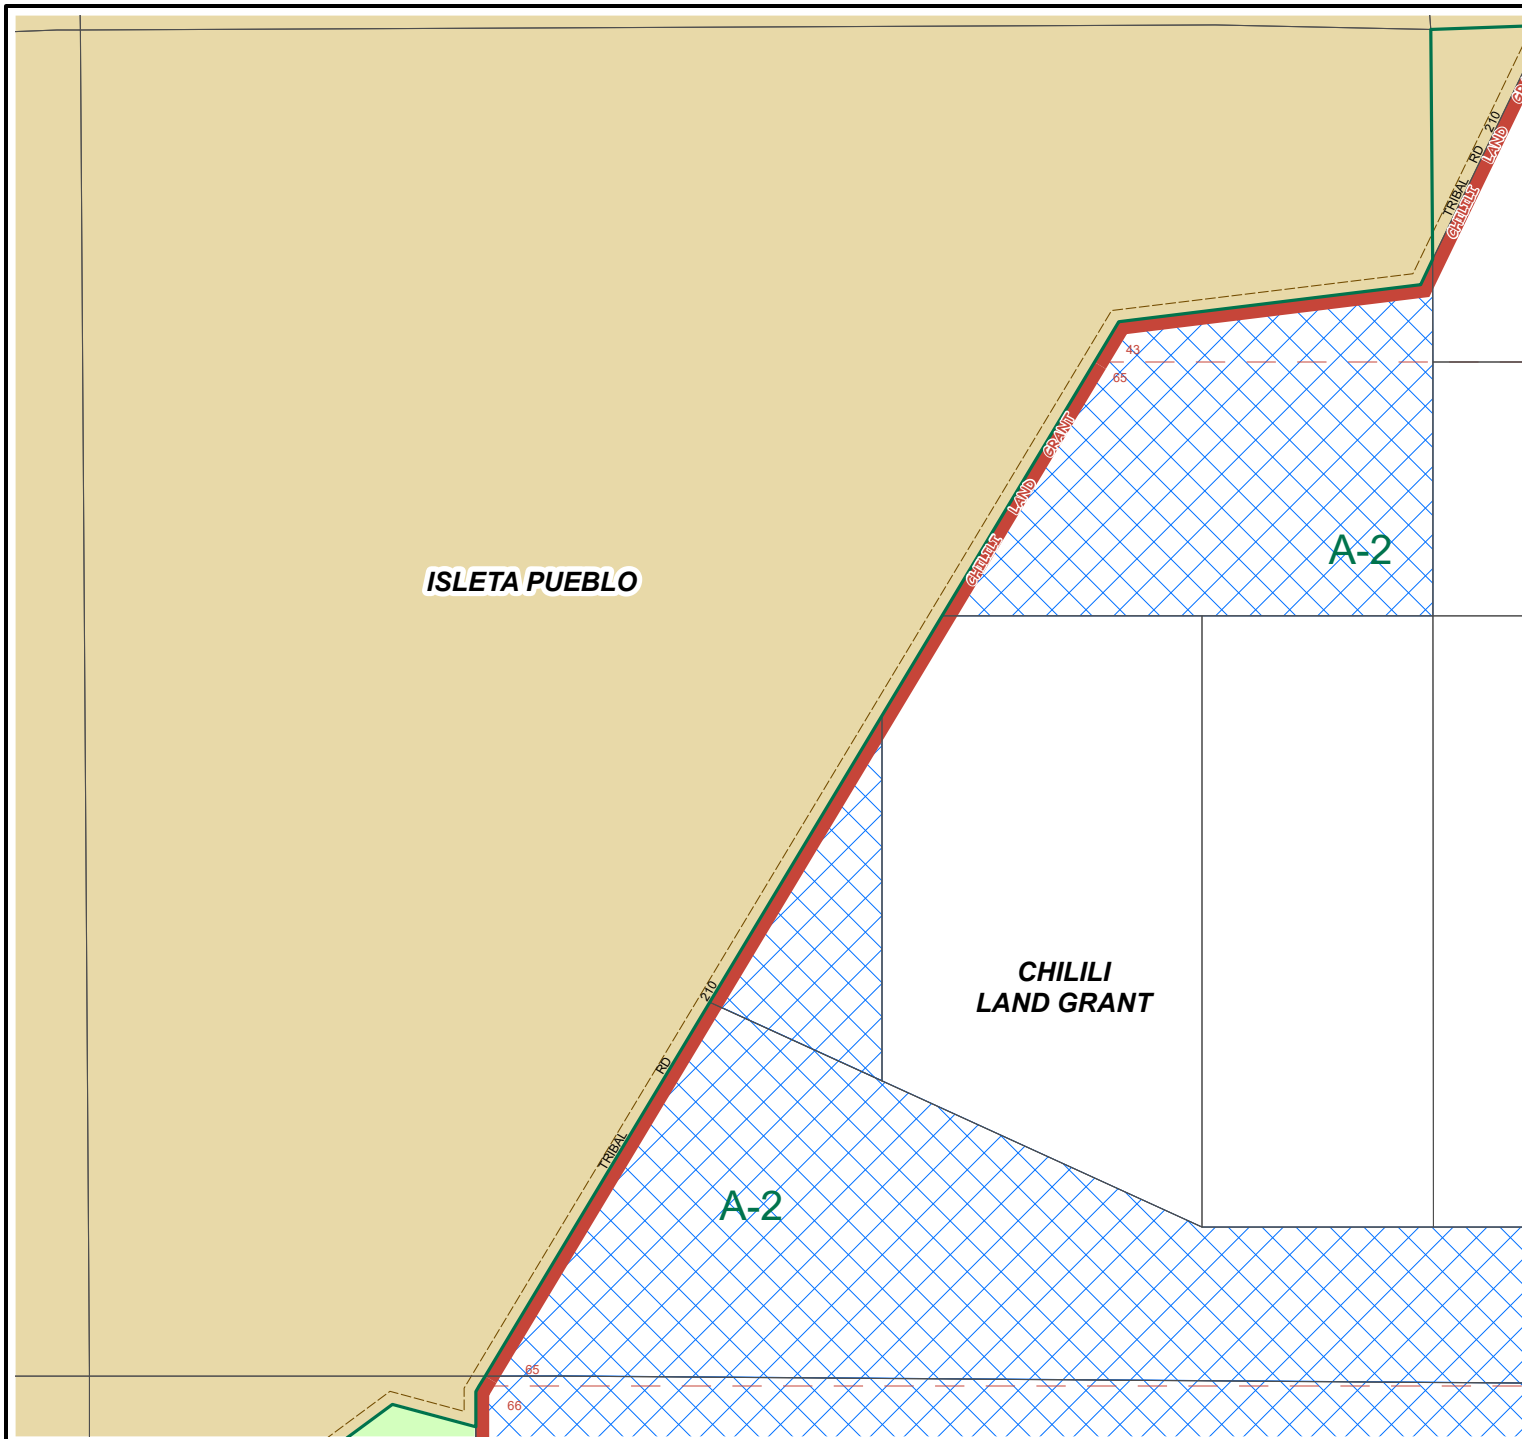 GR
TRIBAL RD 210
CHILILI LAND
43
65
CHILILI LAND GRANT
A-2
ISLETA PUEBLO
CHILILI
LAND GRANT
TRIBAL RD 210
A-2
65
66